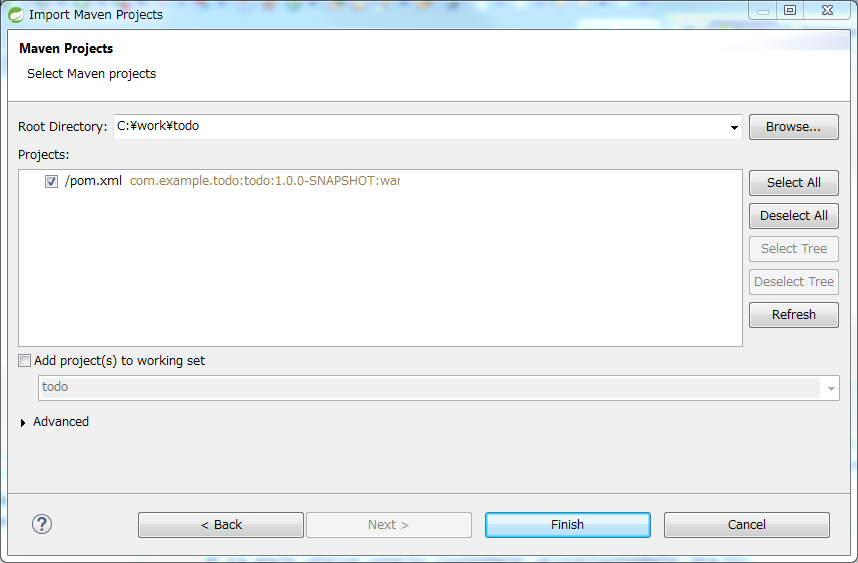 Import Maven Projects
Maven Projects
Select Maven projects
Root Directory: C:¥work¥todo
Browse...
Projects:
/pom.xml com.example.todo:todo:1.0.0-SNAPSHOT:war
Select All
Deselect All
Select Tree
Deselect Tree
Refresh
Add project(s) to working set
todo
Advanced
?
< Back
Next >
Finish
Cancel